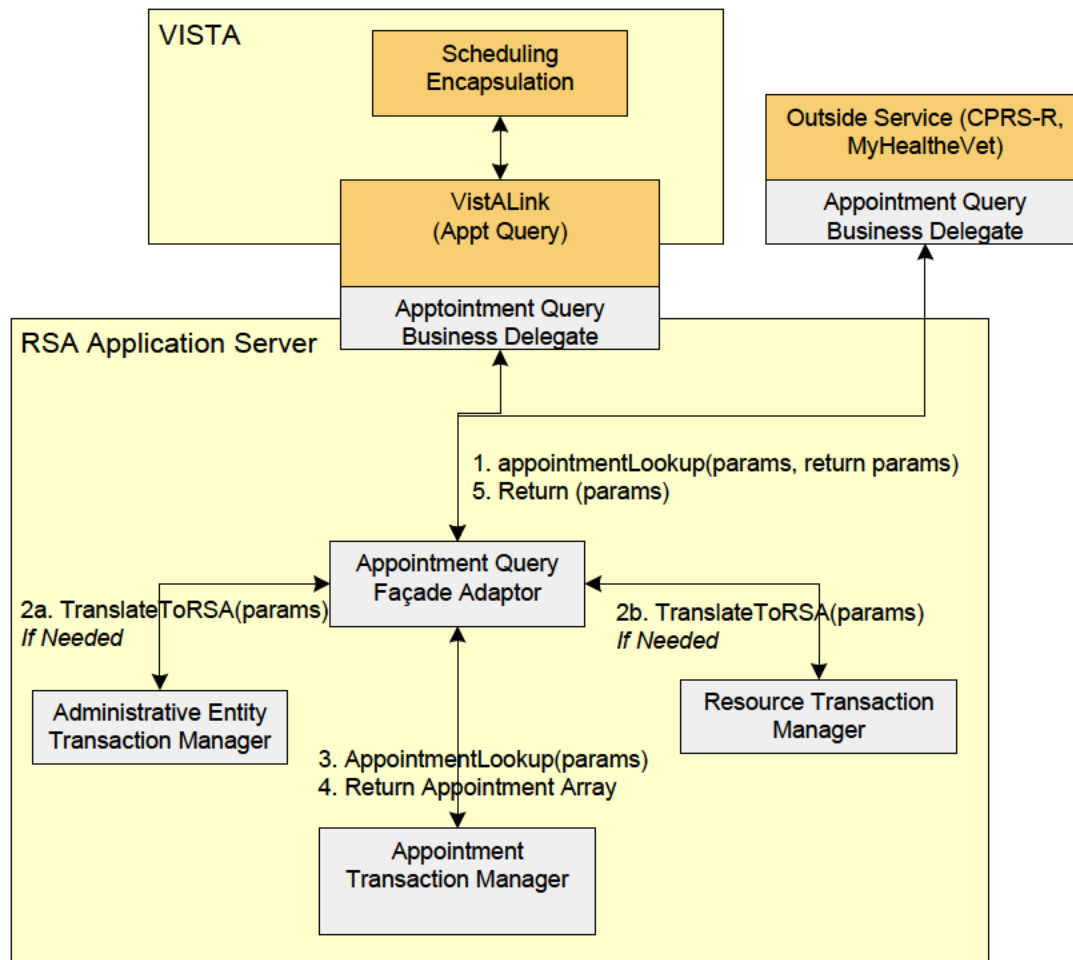 VISTA
Scheduling
Encapsulation
Outside Service (CPRS-R,
MyHealtheVet)
Appointment Query
Business Delegate
VistALink
(Appt Query)
Apptointment Query
Business Delegate
RSA Application Server
1. appointmentLookup(params, return params)
5. Return (params)
Appointment Query
Façade Adaptor
2a. TranslateToRSA(params)
If Needed
2b. TranslateToRSA(params)
If Needed
Administrative Entity
Transaction Manager
Resource Transaction
Manager
3. AppointmentLookup(params)
4. Return Appointment Array
Appointment
Transaction Manager